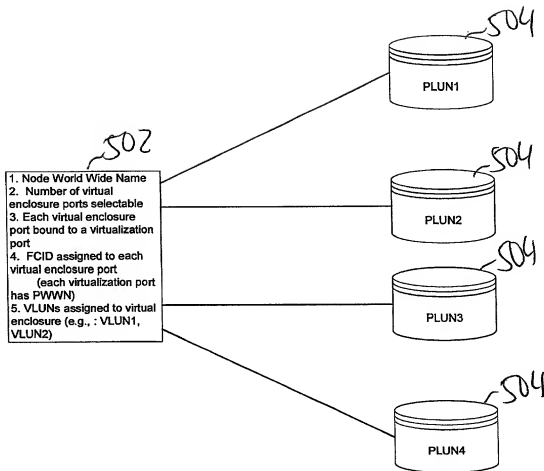 504
PLUN1
502
1. Node World Wide Name
2. Number of virtual
enclosure ports selectable
3. Each virtual enclosure
port bound to a virtualization
port
4. FCID assigned to each
virtual enclosure port
(each virtualization port
has PWWN)
5. VLUNs assigned to virtual
enclosure (e.g., : VLUN1,
VLUN2)
504
PLUN2
504
PLUN3
504
PLUN4